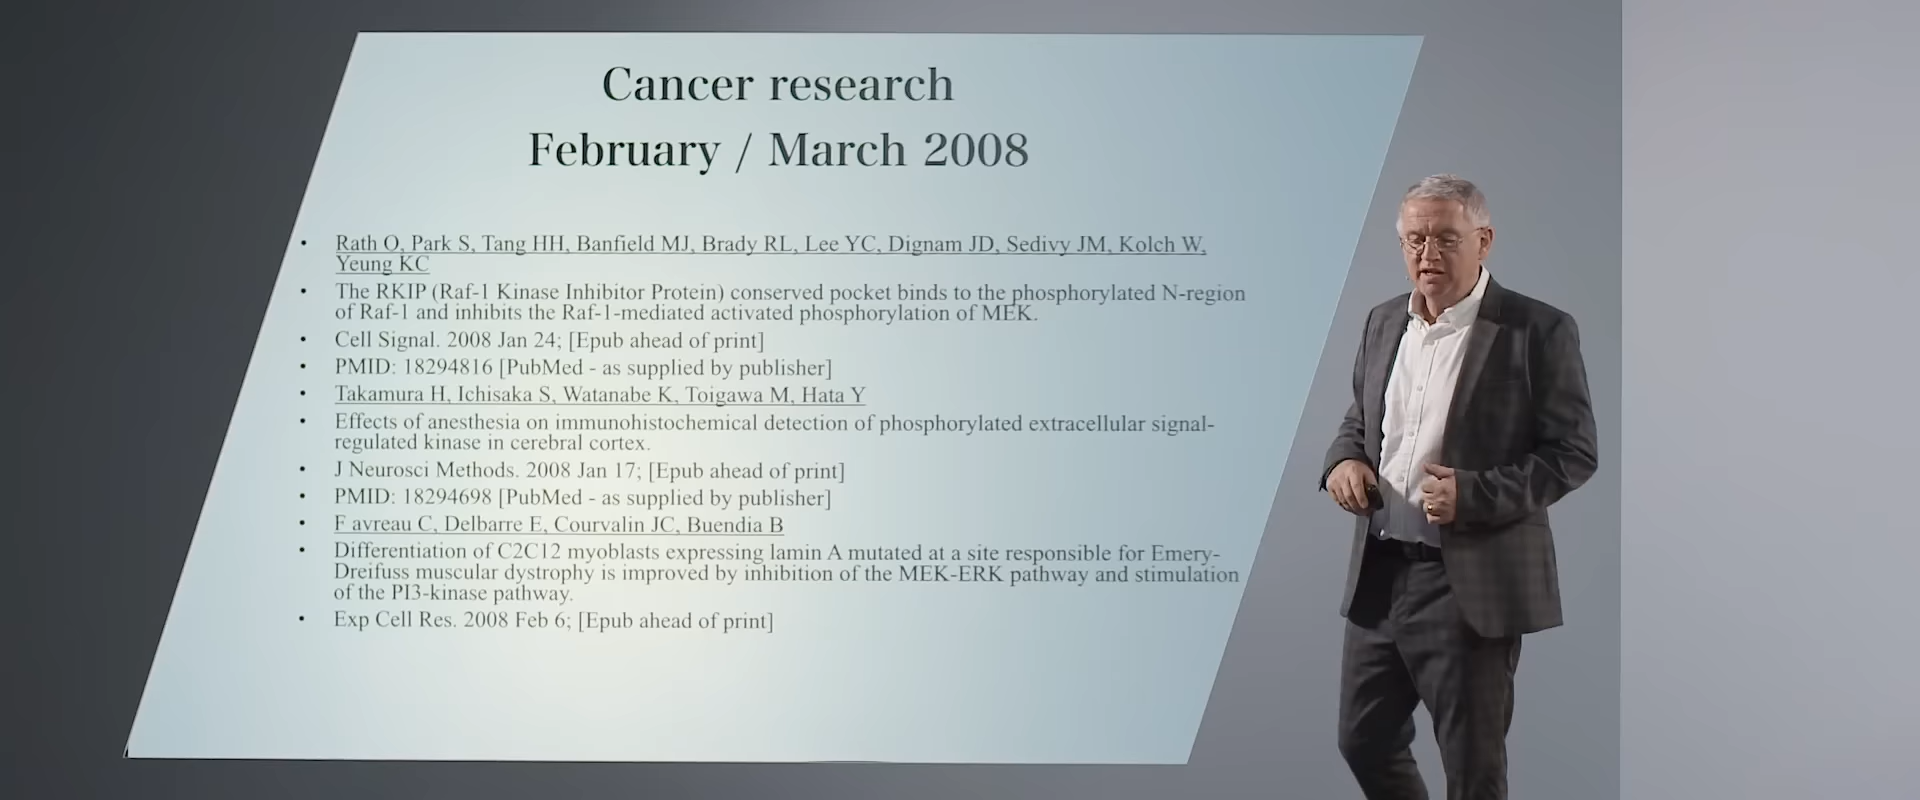 Cancer research
February / March 2008
• Rath O, Park S, Tang HH, Banfield MJ, Brady RL, Lee YC, Dignam JD, Sedivy JM, Kolch W,
Yeung KC
• The RKIP (Raf-1 Kinase Inhibitor Protein) conserved pocket binds to the phosphorylated N-region
of Raf-1 and inhibits the Raf-1-mediated activated phosphorylation of MEK.
• Cell Signal. 2008 Jan 24; [Epub ahead of print]
• PMID: 18294816 [PubMed - as supplied by publisher]
• Takamura H, Ichisaka S, Watanabe K, Toigawa M, Hata Y
• Effects of anesthesia on immunohistochemical detection of phosphorylated extracellular signal-
regulated kinase in cerebral cortex.
• J Neurosci Methods. 2008 Jan 17; [Epub ahead of print]
• PMID: 18294698 [PubMed - as supplied by publisher]
• F avreau C, Delbarre E, Courvalin JC, Buendia B
• Differentiation of C2C12 myoblasts expressing lamin A mutated at a site responsible for Emery-
Dreifuss muscular dystrophy is improved by inhibition of the MEK-ERK pathway and stimulation
of the PI3-kinase pathway.
• Exp Cell Res. 2008 Feb 6; [Epub ahead of print]